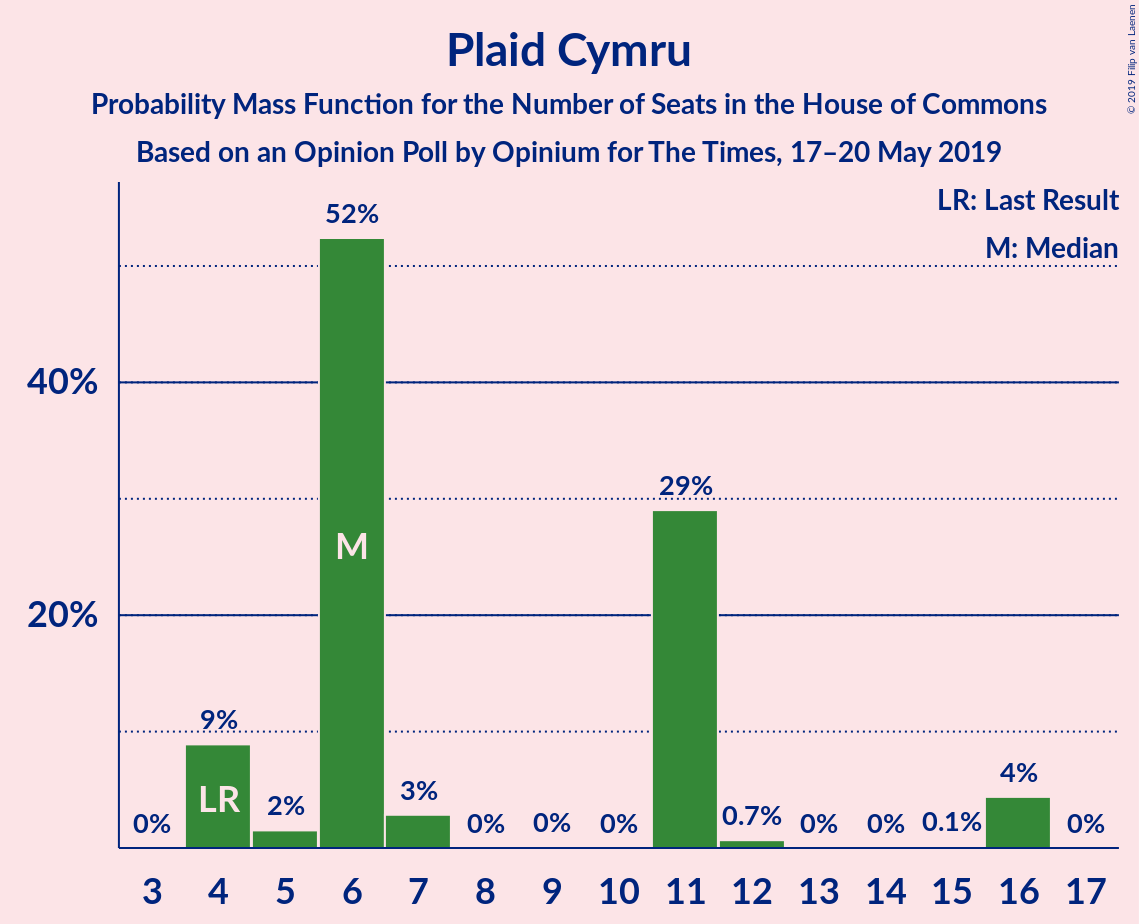 Plaid Cymru
Probability Mass Function for the Number of Seats in the House of Commons
Based on an Opinion Poll by Opinium for The Times, 17–20 May 2019
© 2019 Filip van Laenen
LR: Last Result
M: Median
52%
40%
29%
M
20%
9%
LR
0% 2% 3% 0% 0% 0% 0.7% 0% 0% 0.1% 4% 0%
3 4 5 6 7 8 9 10 11 12 13 14 15 16 17